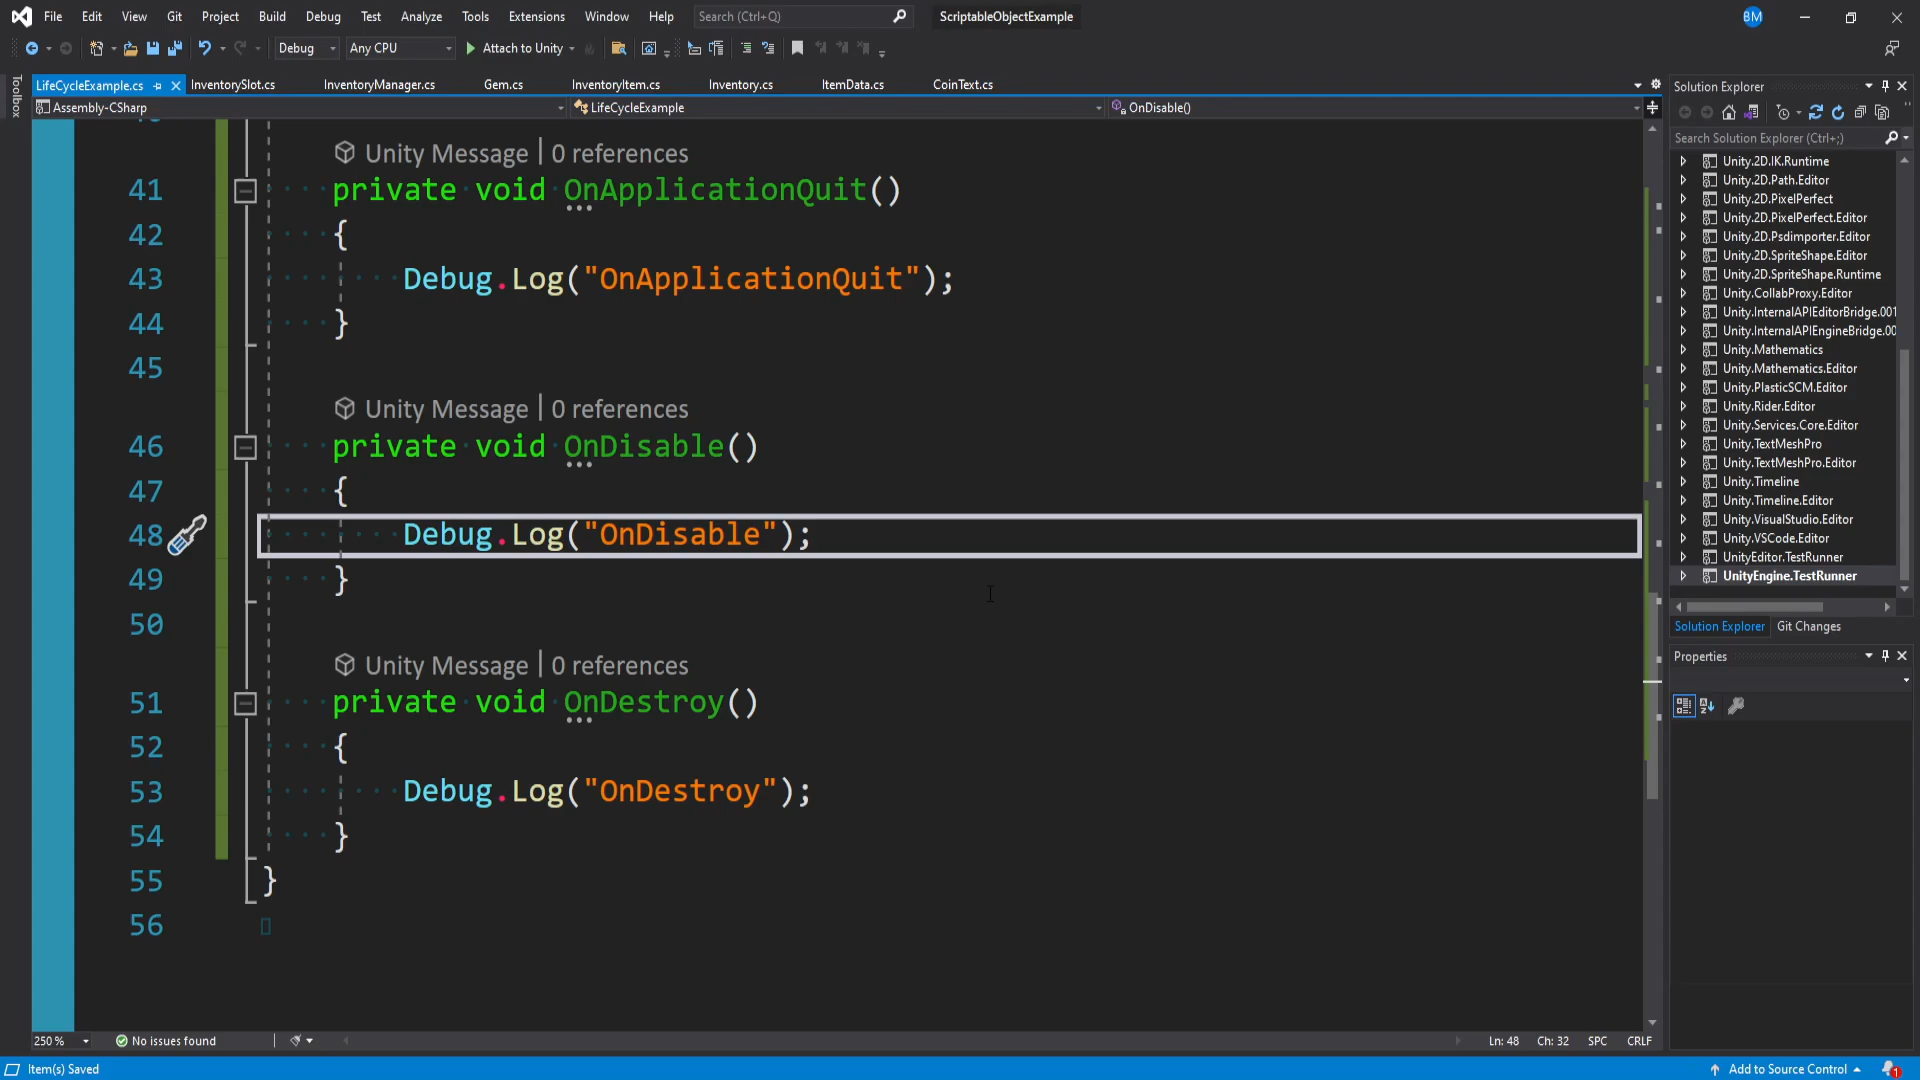 File Edit View Git Project Build Debug Test Analyze Tools Extensions Window Help Search (Ctrl+Q) ScriptableObjectExample BM
Debug Any CPU Attach to Unity
Toolbox
LifeCycleExample.cs InventorySlot.cs InventoryManager.cs Gem.cs InventoryItem.cs Inventory.cs ItemData.cs CoinText.cs
Assembly-CSharp LifeCycleExample OnDisable()
Unity Message | 0 references
41 private void OnApplicationQuit()
42 {
43 Debug.Log("OnApplicationQuit");
44 }
45
Unity Message | 0 references
46 private void OnDisable()
47 {
48 Debug.Log("OnDisable");
49 }
50
Unity Message | 0 references
51 private void OnDestroy()
52 {
53 Debug.Log("OnDestroy");
54 }
55 }
56
250 % No issues found Ln: 48 Ch: 32 SPC CRLF
Solution Explorer
Search Solution Explorer (Ctrl+;)
Unity.2D.IK.Runtime
Unity.2D.Path.Editor
Unity.2D.PixelPerfect
Unity.2D.PixelPerfect.Editor
Unity.2D.Psdimporter.Editor
Unity.2D.SpriteShape.Editor
Unity.2D.SpriteShape.Runtime
Unity.CollabProxy.Editor
Unity.InternalAPIEditorBridge.001
Unity.InternalAPIEngineBridge.00
Unity.Mathematics
Unity.Mathematics.Editor
Unity.PlasticSCM.Editor
Unity.Rider.Editor
Unity.Services.Core.Editor
Unity.TextMeshPro
Unity.TextMeshPro.Editor
Unity.Timeline
Unity.Timeline.Editor
Unity.VisualStudio.Editor
Unity.VSCode.Editor
UnityEditor.TestRunner
UnityEngine.TestRunner
Solution Explorer Git Changes
Properties
Item(s) Saved Add to Source Control 1